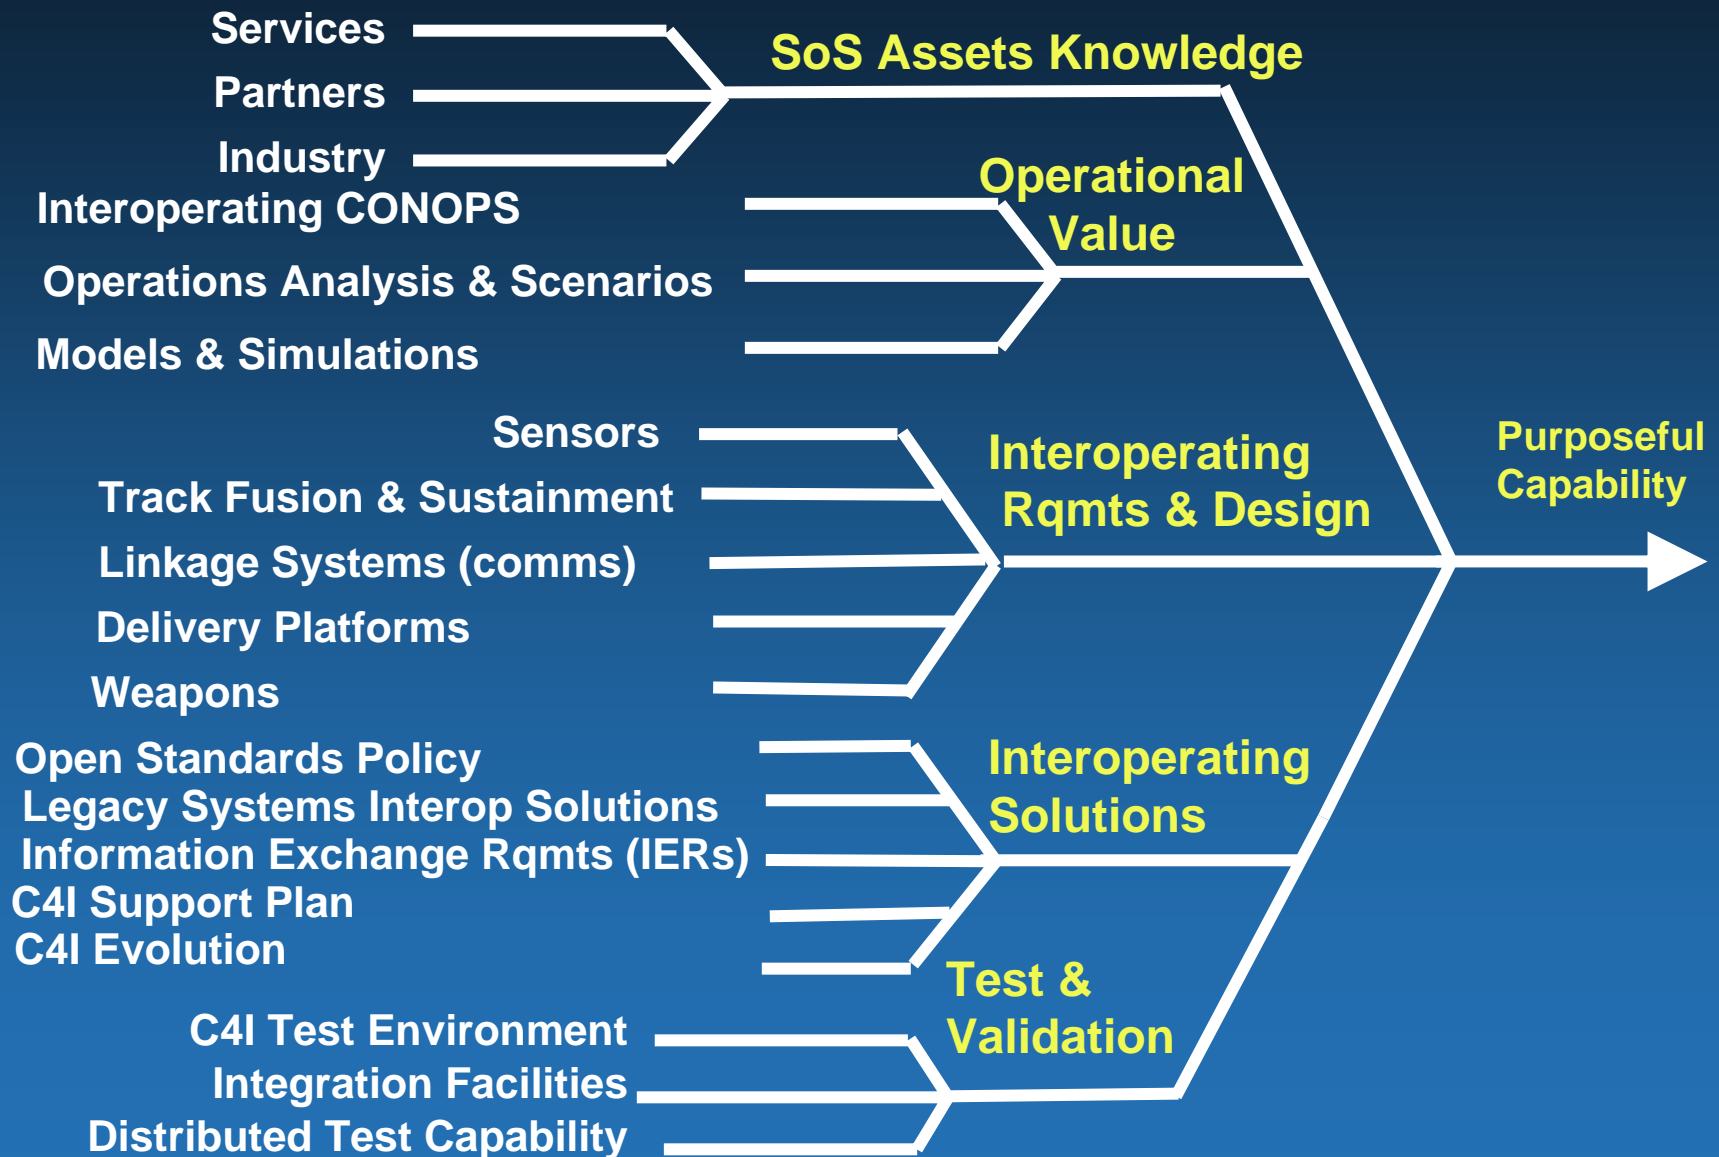 Services
SoS Assets Knowledge
Partners
Industry
Interoperating CONOPS
Operational
Value
Operations Analysis & Scenarios
Models & Simulations
Sensors
Interoperating
Rqmts & Design
Track Fusion & Sustainment
Linkage Systems (comms)
Delivery Platforms
Weapons
Purposeful
Capability
Open Standards Policy
Legacy Systems Interop Solutions
Information Exchange Rqmts (IERs)
C4I Support Plan
C4I Evolution
Interoperating
Solutions
Test &
Validation
C4I Test Environment
Integration Facilities
Distributed Test Capability